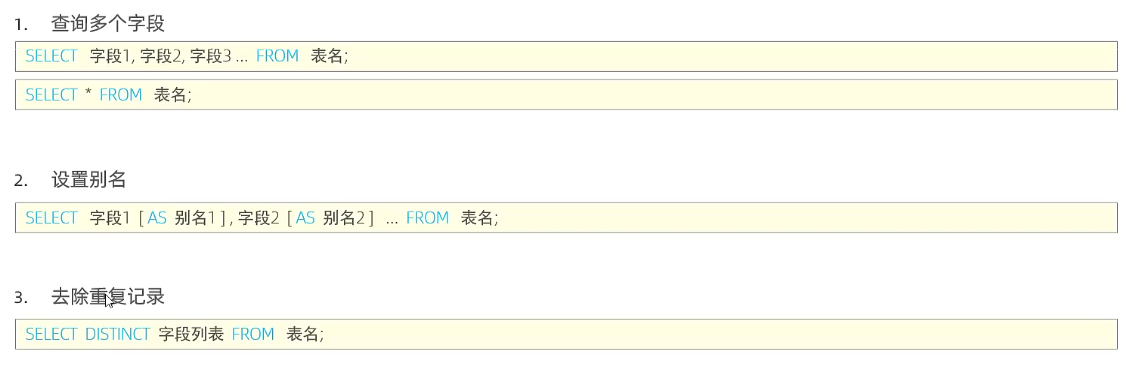 1. 查询多个字段
SELECT 字段1, 字段2, 字段3 ... FROM 表名;
SELECT * FROM 表名;
2. 设置别名
SELECT 字段1 [ AS 别名1 ] , 字段2 [ AS 别名2 ] ... FROM 表名;
3. 去除重复记录
SELECT DISTINCT 字段列表 FROM 表名;